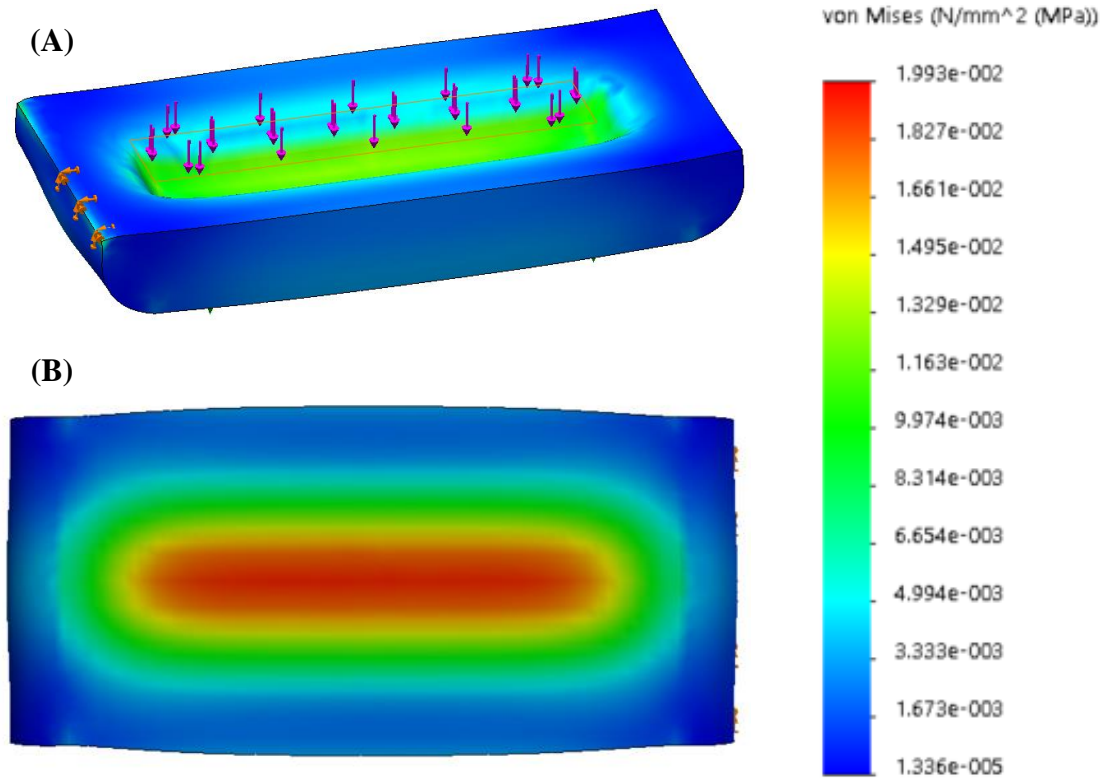 von Mises (N/mm^2 (MPa))
(A)
1.993e-002
1.827e-002
1.661e-002
1.495e-002
1.329e-002
1.163e-002
9.974e-003
8.314e-003
6.654e-003
4.994e-003
3.333e-003
1.673e-003
1.336e-005
(B)